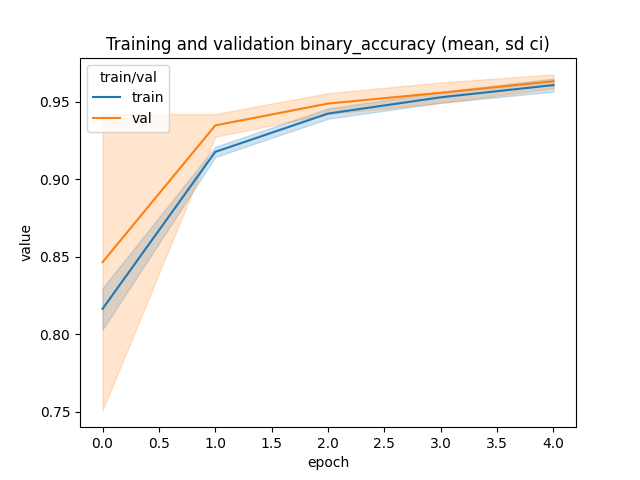 Training and validation binary_accuracy (mean, sd ci)
train/val
train
val
0.95
0.90
0.85
0.80
0.75
value
0.0 0.5 1.0 1.5 2.0 2.5 3.0 3.5 4.0
epoch